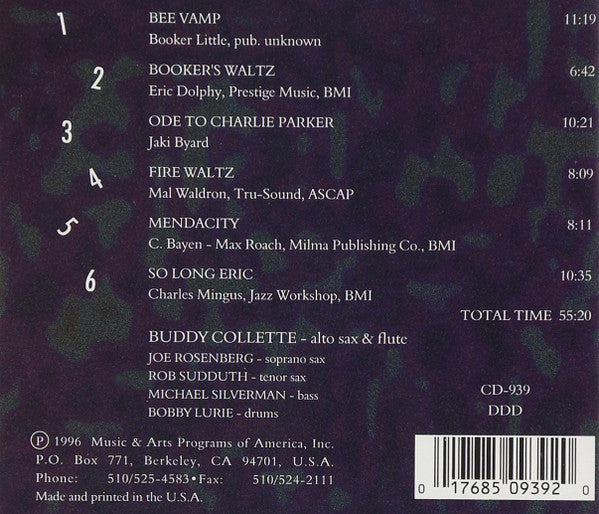 1 BEE VAMP 11:19
Booker Little, pub. unknown
2 BOOKER'S WALTZ 6:42
Eric Dolphy, Prestige Music, BMI
3 ODE TO CHARLIE PARKER 10:21
Jaki Byard
4 FIRE WALTZ 8:09
Mal Waldron, Tru-Sound, ASCAP
5 MENDACITY 8:11
C. Bayen - Max Roach, Milma Publishing Co., BMI
6 SO LONG ERIC 10:35
Charles Mingus, Jazz Workshop, BMI
TOTAL TIME 55:20
BUDDY COLLETTE - alto sax & flute
JOE ROSENBERG - soprano sax
ROB SUDDUTH - tenor sax
MICHAEL SILVERMAN - bass
BOBBY LURIE - drums
CD-939
DDD
℗ 1996 Music & Arts Programs of America, Inc.
P.O. Box 771, Berkeley, CA 94701, U.S.A.
Phone: 510/525-4583 • Fax: 510/524-2111
Made and printed in the U.S.A.
0 17685 09392 0